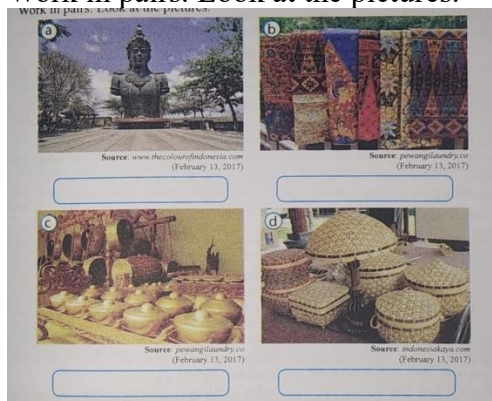 Work in pairs. Look at the pictures.
a
b
Source: www.thecolourofindonesia.com
(February 13, 2017)
Source: pewangilaundry.co
(February 13, 2017)
c
d
Source: pewangilaundry.co
(February 13, 2017)
Source: indonesiakaya.com
(February 13, 2017)